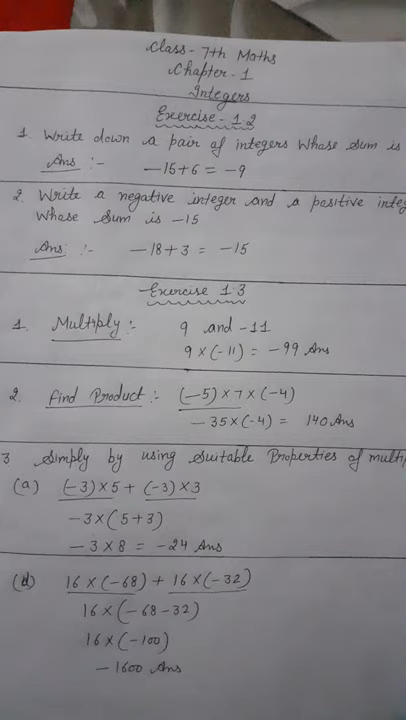 Class - 7th Maths
Chapter - 1
Integers
Exercise - 1.2
1. Write down a pair of integers whose sum is
Ans :- -15+6 = -9
2. Write a negative integer and a positive integ
Whose sum is -15
Ans :- -18+3 = -15
Exercise 1.3
1. Multiply :- 9 and -11
9 × (-11) = -99 Ans
2. Find Product :- (-5) × 7 × (-4)
-35 × (-4) = 140 Ans
3 Simply by using suitable Properties of multip
(a) (-3) × 5 + (-3) × 3
-3 × (5+3)
-3 × 8 = -24 Ans
16 × (-68) + 16 × (-32)
16 × (-68-32)
16 × (-100)
-1600 Ans